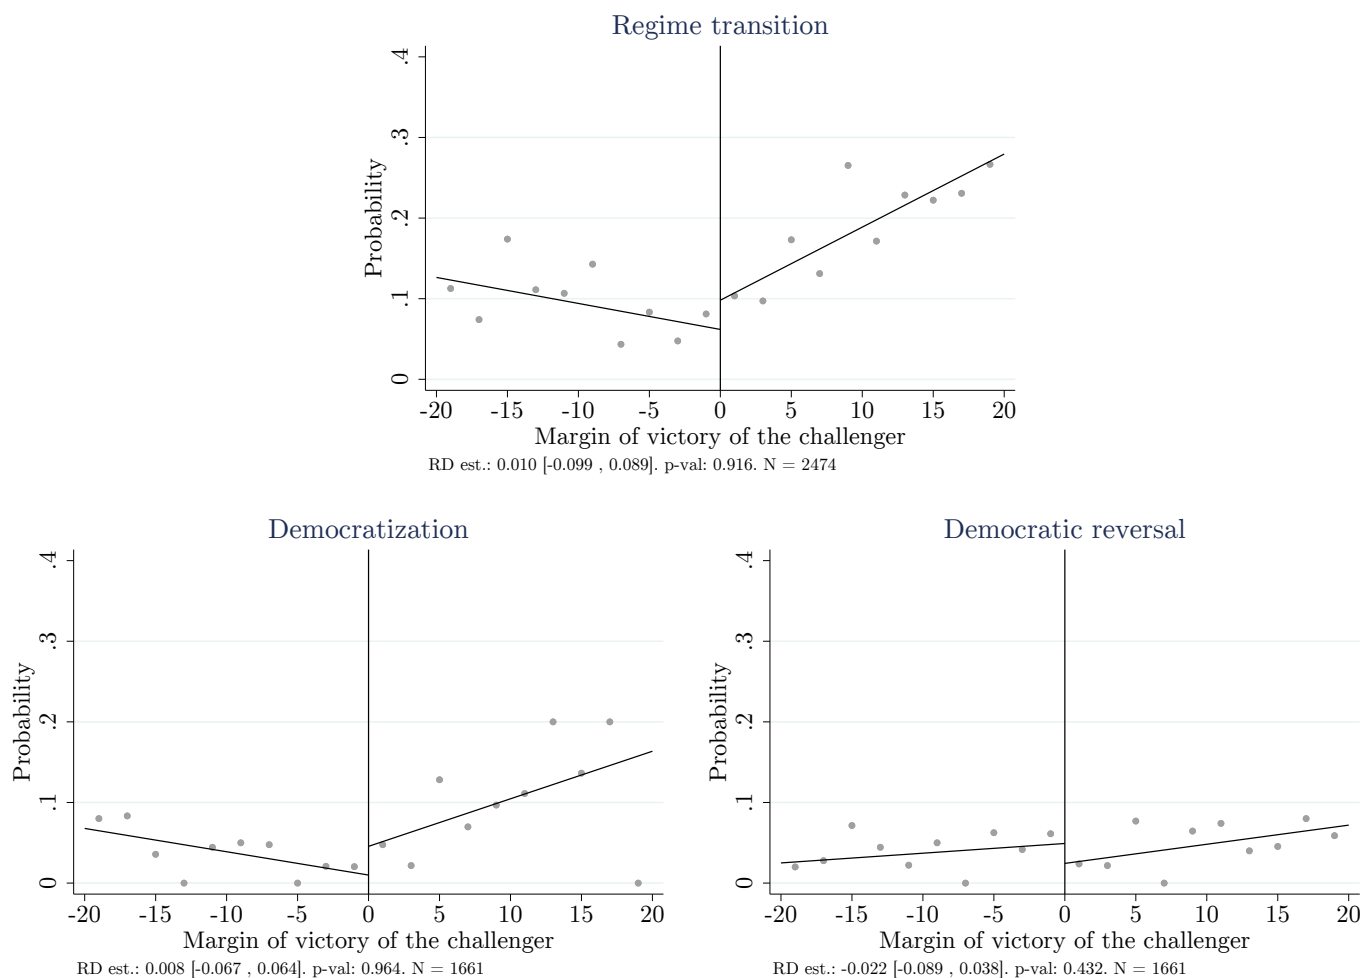 Regime transition
.4
.3
.2
.1
0
Probability
-20 -15 -10 -5 0 5 10 15 20
Margin of victory of the challenger
RD est.: 0.010 [-0.099 , 0.089]. p-val: 0.916. N = 2474
Democratization
.4
.3
.2
.1
0
Probability
-20 -15 -10 -5 0 5 10 15 20
Margin of victory of the challenger
RD est.: 0.008 [-0.067 , 0.064]. p-val: 0.964. N = 1661
Democratic reversal
.4
.3
.2
.1
0
Probability
-20 -15 -10 -5 0 5 10 15 20
Margin of victory of the challenger
RD est.: -0.022 [-0.089 , 0.038]. p-val: 0.432. N = 1661